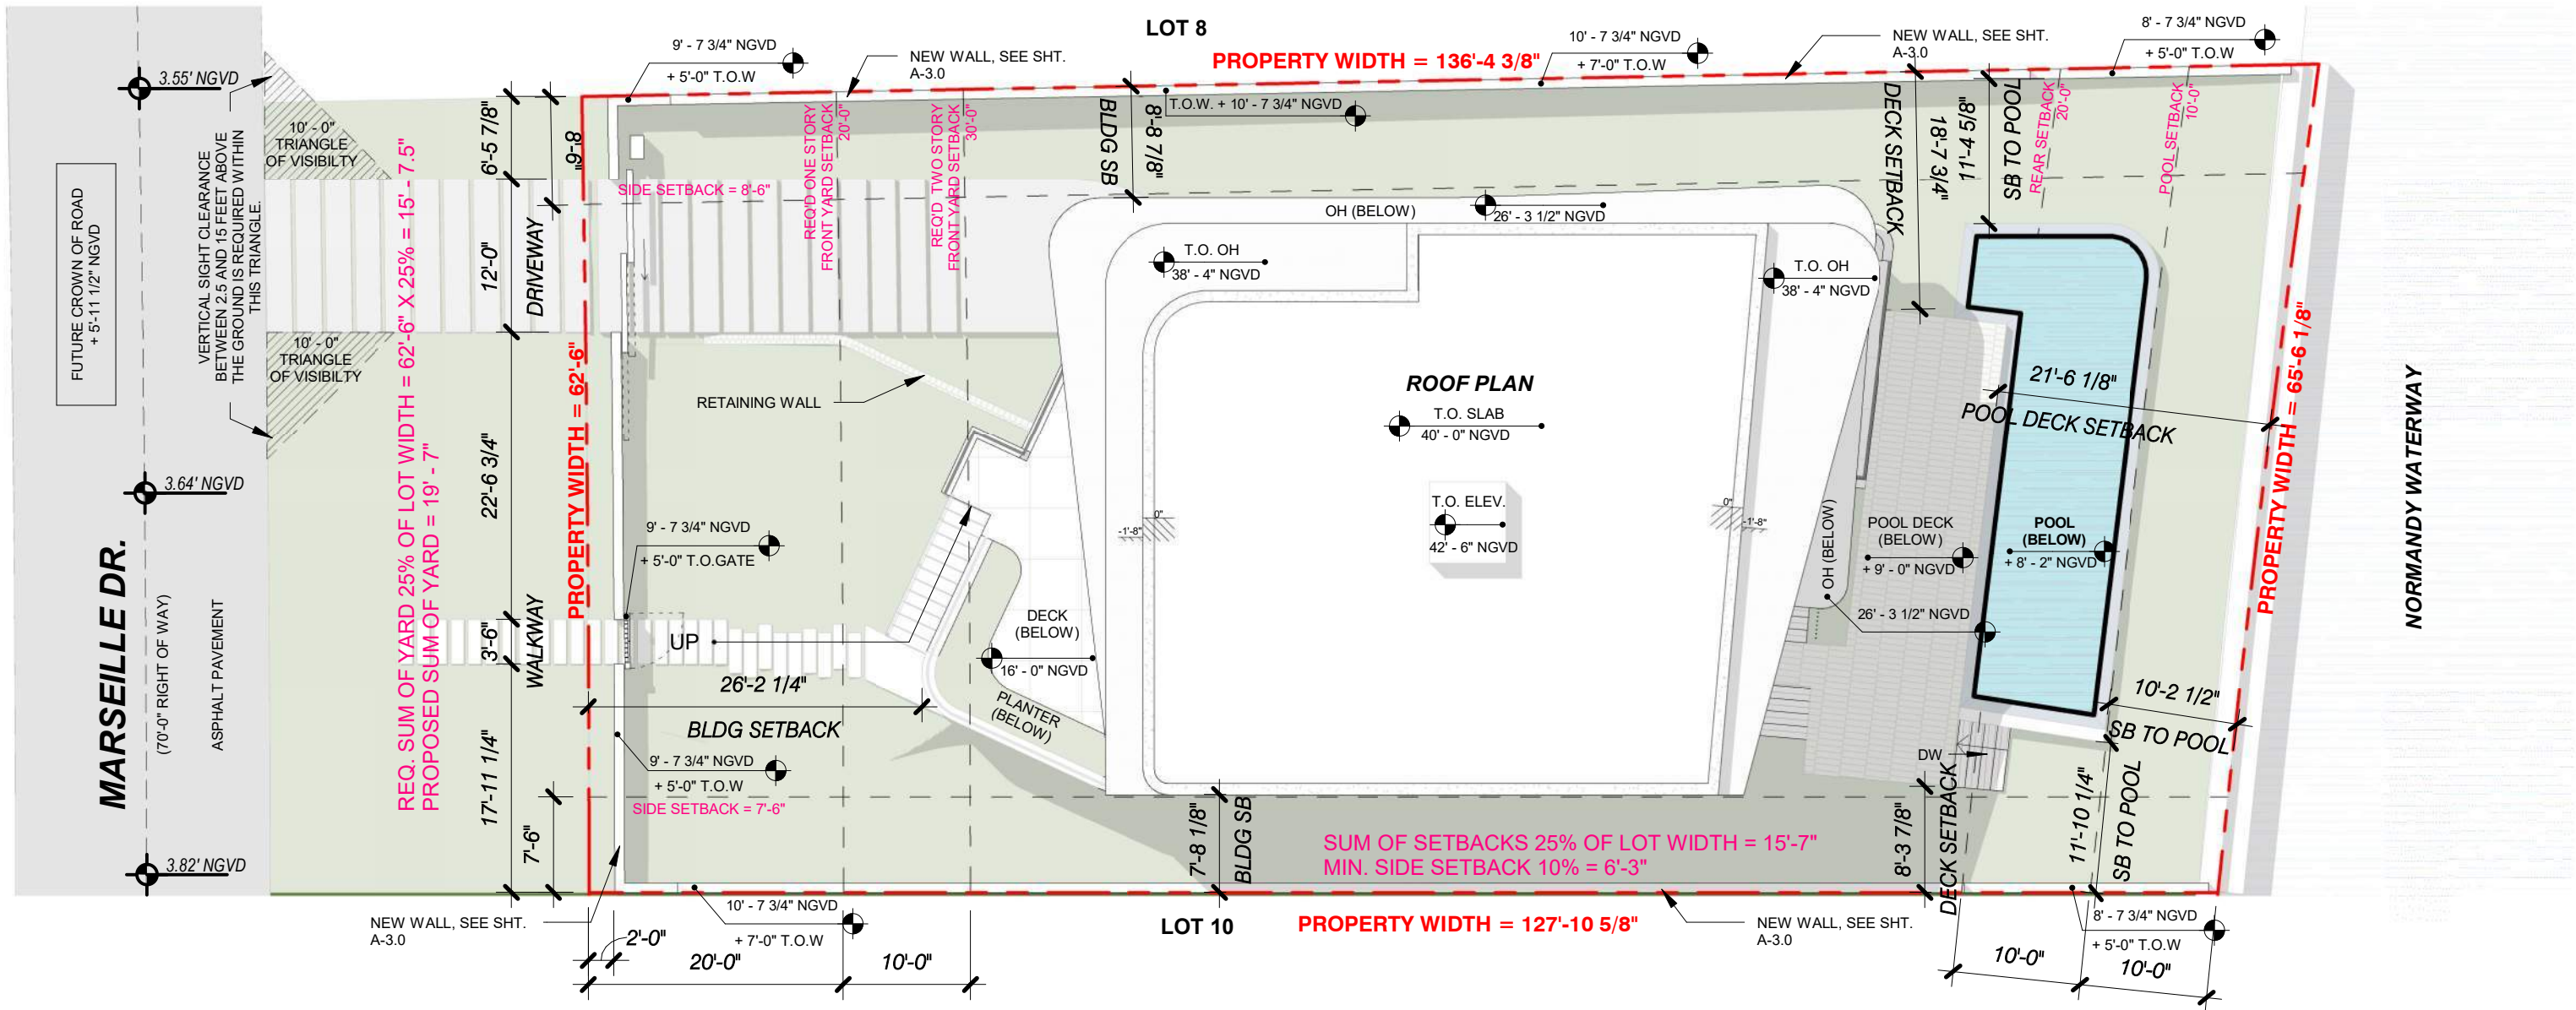 LOT 8
PROPERTY WIDTH = 136'-4 3/8"
9' - 7 3/4" NGVD
+ 5'-0" T.O.W
NEW WALL, SEE SHT.
A-3.0
10' - 7 3/4" NGVD
+ 7'-0" T.O.W
NEW WALL, SEE SHT.
A-3.0
8' - 7 3/4" NGVD
+ 5'-0" T.O.W
3.55' NGVD
3.64' NGVD
3.82' NGVD
FUTURE CROWN OF ROAD
+ 5'-11 1/2" NGVD
VERTICAL SIGHT CLEARANCE
BETWEEN 2.5 AND 15 FEET ABOVE
THE GROUND IS REQUIRED WITHIN
THIS TRIANGLE.
10' - 0"
TRIANGLE
OF VISIBILTY
10' - 0"
TRIANGLE
OF VISIBILITY
MARSEILLE DR.
(70'-0" RIGHT OF WAY)
ASPHALT PAVEMENT
REQ. SUM OF YARD 25% OF LOT WIDTH = 62'-6" X 25% = 15' - 7.5"
PROPOSED SUM OF YARD = 19' - 7"
6'-5 7/8"
12'-0"
DRIVEWAY
22'-6 3/4"
3'-6"
WALKWAY
17'-11 1/4"
7'-6"
8'-6"
PROPERTY WIDTH = 62'-6"
SIDE SETBACK = 8'-6"
REQ'D ONE STORY
FRONT YARD SETBACK
20'-0"
REQ'D TWO STORY
FRONT YARD SETBACK
30'-0"
BLDG SB
8'-8 7/8"
T.O.W. + 10' - 7 3/4" NGVD
OH (BELOW)
26' - 3 1/2" NGVD
T.O. OH
38' - 4" NGVD
T.O. OH
38' - 4" NGVD
DECK SETBACK
18'-7 3/4"
11'-4 5/8"
SB TO POOL
REAR SETBACK
20'-0"
POOL SETBACK
10'-0"
RETAINING WALL
ROOF PLAN
T.O. SLAB
40' - 0" NGVD
T.O. ELEV.
42' - 6" NGVD
-1'-8"
0"
0"
-1'-8"
21'-6 1/8"
POOL DECK SETBACK
PROPERTY WIDTH = 65'-6 1/8"
NORMANDY WATERWAY
9' - 7 3/4" NGVD
+ 5'-0" T.O.GATE
UP
DECK
(BELOW)
16' - 0" NGVD
PLANTER
(BELOW)
26'-2 1/4"
BLDG SETBACK
9' - 7 3/4" NGVD
+ 5'-0" T.O.W
SIDE SETBACK = 7'-6"
OH (BELOW)
POOL DECK
(BELOW)
+ 9' - 0" NGVD
POOL
(BELOW)
+ 8' - 2" NGVD
26' - 3 1/2" NGVD
10'-2 1/2"
SB TO POOL
DW
7'-8 1/8"
BLDG SB
SUM OF SETBACKS 25% OF LOT WIDTH = 15'-7"
MIN. SIDE SETBACK 10% = 6'-3"
8'-3 7/8"
DECK SETBACK
11'-10 1/4"
SB TO POOL
NEW WALL, SEE SHT.
A-3.0
10' - 7 3/4" NGVD
+ 7'-0" T.O.W
2'-0"
20'-0"
10'-0"
LOT 10
PROPERTY WIDTH = 127'-10 5/8"
NEW WALL, SEE SHT.
A-3.0
8' - 7 3/4" NGVD
+ 5'-0" T.O.W
10'-0"
10'-0"